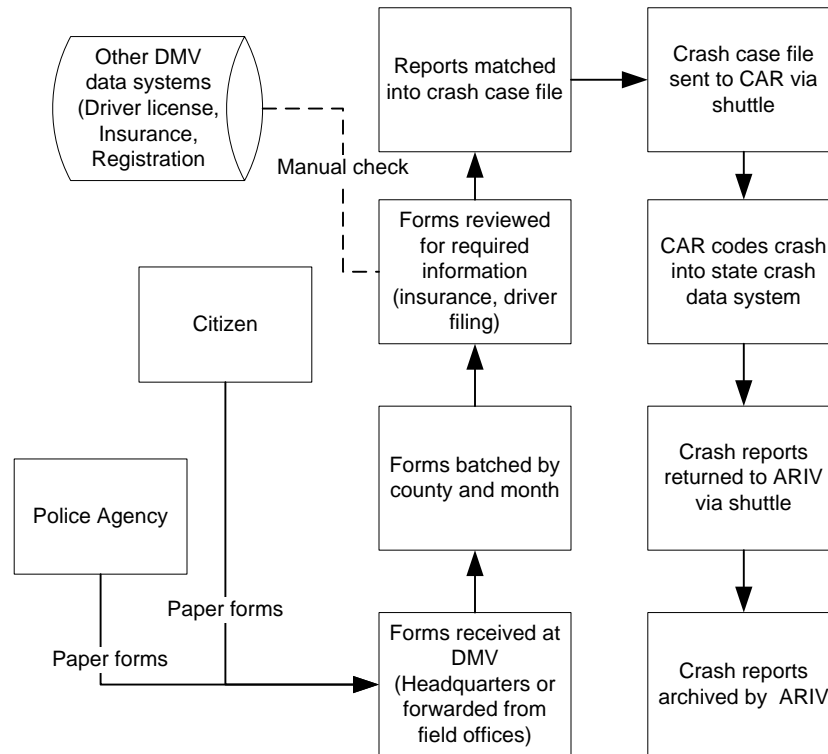 Other DMV
data systems
(Driver license,
Insurance,
Registration
Manual check
Citizen
Police Agency
Paper forms
Paper forms
Reports matched
into crash case file
Forms reviewed
for required
information
(insurance, driver
filing)
Forms batched by
county and month
Forms received at
DMV
(Headquarters or
forwarded from
field offices)
Crash case file
sent to CAR via
shuttle
CAR codes crash
into state crash
data system
Crash reports
returned to ARIV
via shuttle
Crash reports
archived by ARIV